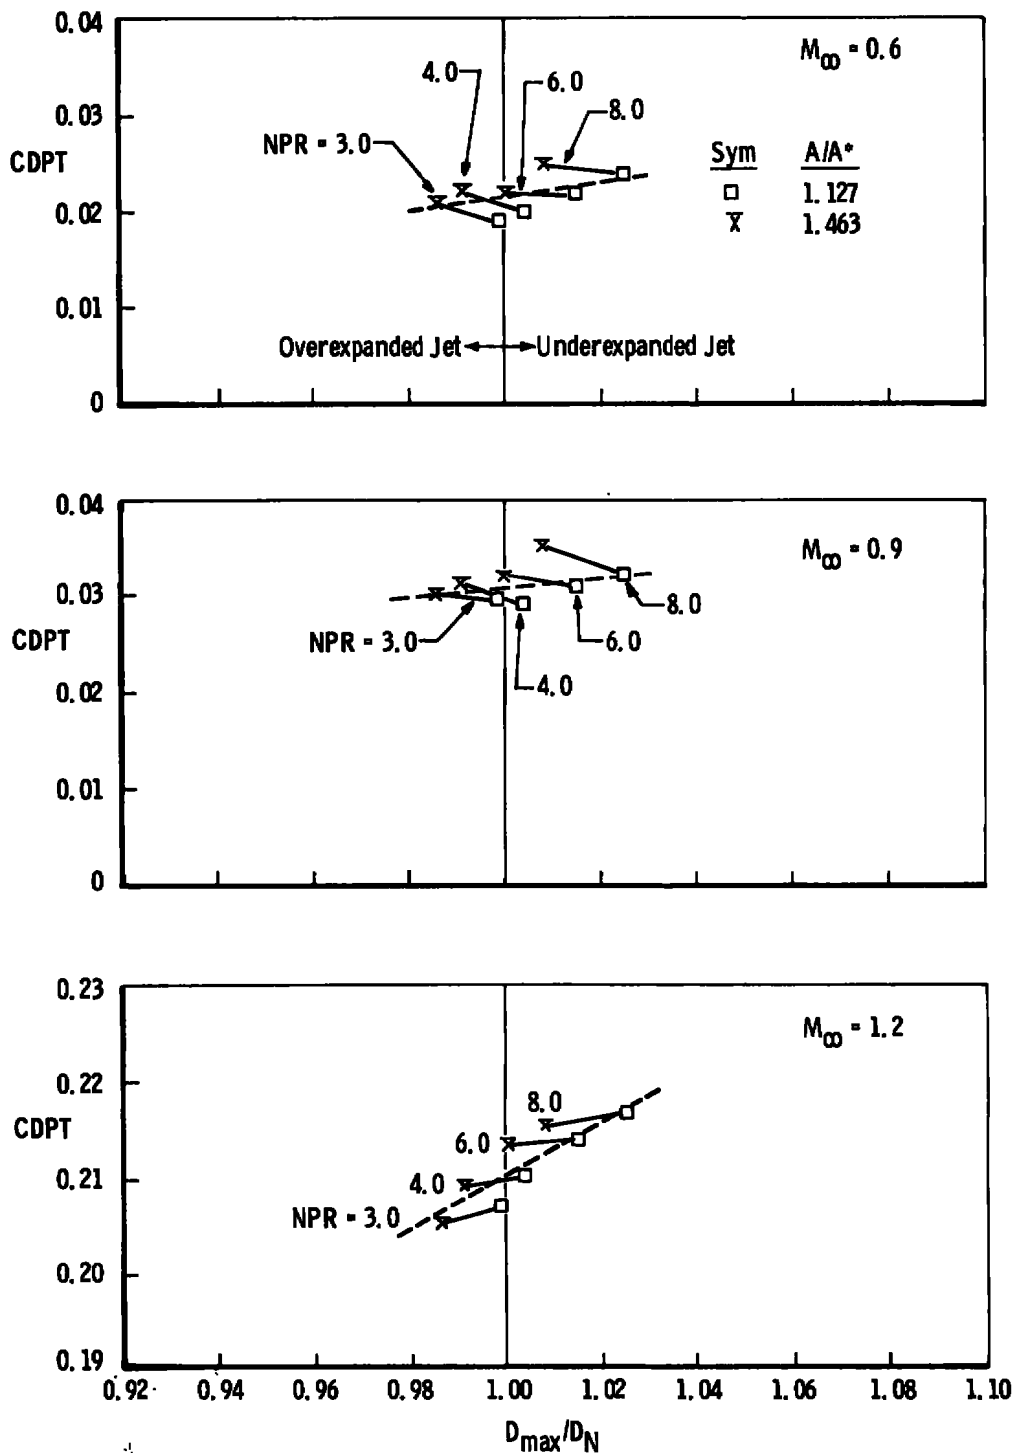 0.04
M∞ = 0.6
4.0
6.0
8.0
0.03
NPR = 3.0
CDPT
Sym A/A*
□ 1.127
0.02
⧖ 1.463
0.01
Overexpanded Jet Underexpanded Jet
0
0.04
M∞ = 0.9
0.03
8.0
CDPT
NPR = 3.0
6.0
4.0
0.02
0.01
0
0.23
M∞ = 1.2
0.22
8.0
CDPT
6.0
0.21
4.0
NPR = 3.0
0.20
0.19
0.92 0.94 0.96 0.98 1.00 1.02 1.04 1.06 1.08 1.10
Dmax/DN